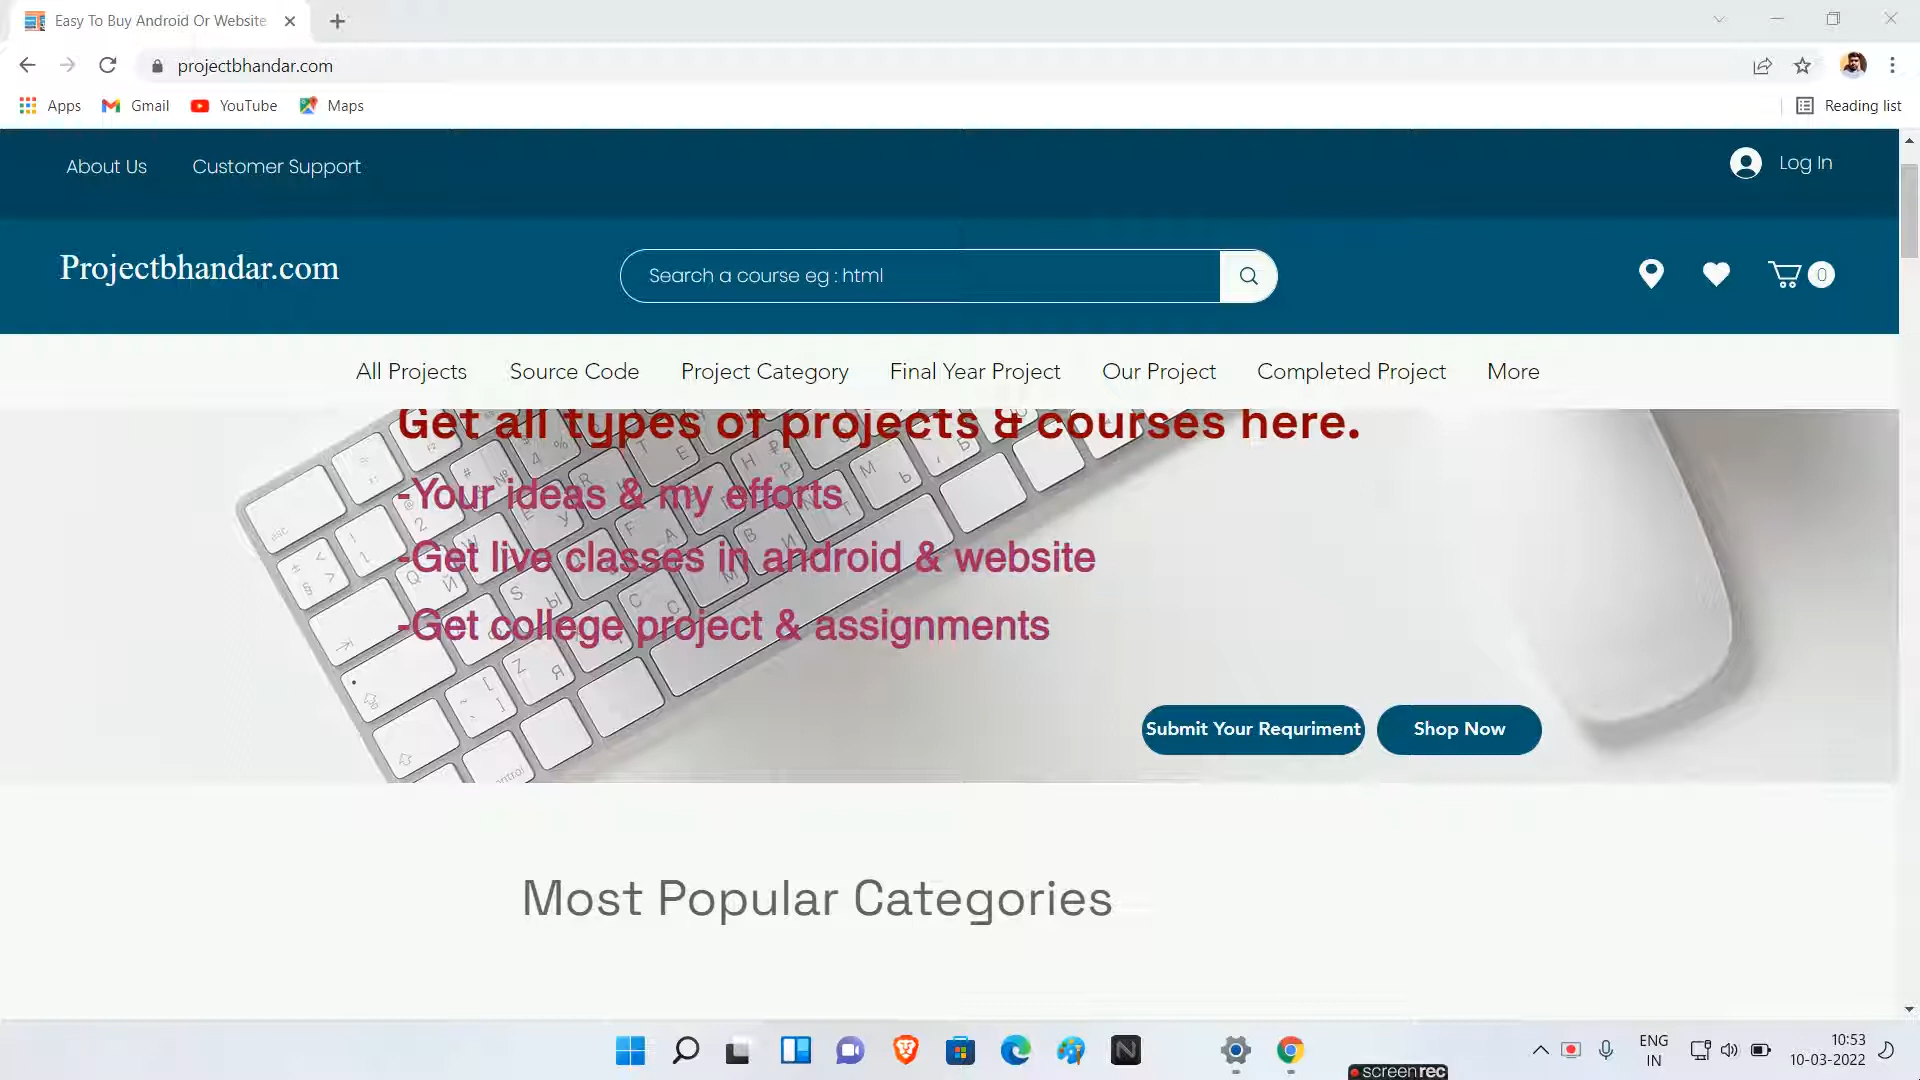 Easy To Buy Android Or Website
projectbhandar.com
Apps Gmail YouTube Maps Reading list
About Us Customer Support Log In
Projectbhandar.com Search a course eg : html 0
All Projects Source Code Project Category Final Year Project Our Project Completed Project More
Get all types of projects & courses here.
-Your ideas & my efforts
-Get live classes in android & website
-Get college project & assignments
Submit Your Requriment Shop Now
Most Popular Categories
ENG 10:53
IN 10-03-2022
screenrec